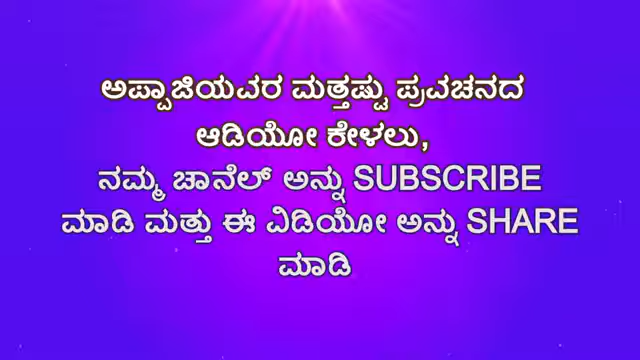 ಅಪ್ಪಾಜಿಯವರ ಮತ್ತಷ್ಟು ಪ್ರವಚನದ
ಆಡಿಯೋ ಕೇಳಲು,
ನಮ್ಮ ಚಾನೆಲ್ ಅನ್ನು SUBSCRIBE
ಮಾಡಿ ಮತ್ತು ಈ ವಿಡಿಯೋ ಅನ್ನು SHARE
ಮಾಡಿ